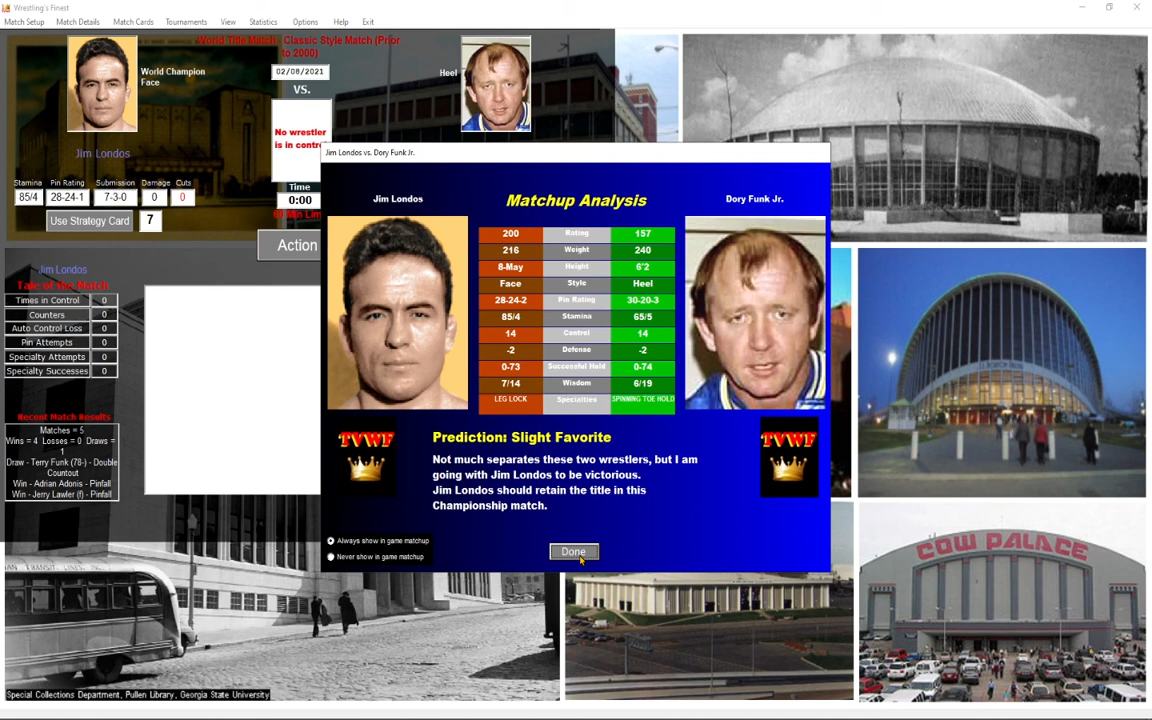 Wrestling's Finest
Match Setup Match Details Match Cards Tournaments View Statistics Options Help Exit
World Title Match - Classic Style Match (Prior
to 2000)
World Champion
Face
02/08/2021
VS.
Heel
No wrestler
is in contro
Jim Londos
Stamina Pin Rating Submission Damage Cuts
85/4 28-24-1 7-3-0 0 0
Time
0:00
60 Min Lim
Use Strategy Card 7
Action
Jim Londos
Tale of the Match
Times in Control 0
Counters 0
Auto Control Loss 0
Pin Attempts 0
Specialty Attempts 0
Specialty Successes 0
Recent Match Results
Matches = 5
Wins = 4 Losses = 0 Draws =
1
Draw - Terry Funk (78-) - Double
Countout
Win - Adrian Adonis - Pinfall
Win - Jerry Lawler (f) - Pinfall
Jim Londos vs. Dory Funk Jr.
Jim Londos Matchup Analysis Dory Funk Jr.
200 Rating 157
216 Weight 240
8-May Height 6'2
Face Style Heel
28-24-2 Pin Rating 30-20-3
85/4 Stamina 65/5
14 Control 14
-2 Defense -2
0-73 Successful Hold 0-74
7/14 Wisdom 6/19
LEG LOCK Specialties SPINNING TOE HOLD
TVWF
Prediction: Slight Favorite
Not much separates these two wrestlers, but I am
going with Jim Londos to be victorious.
Jim Londos should retain the title in this
Championship match.
TVWF
Always show in game matchup
Never show in game matchup
Done
COW PALACE
Special Collections Department, Pullen Library, Georgia State University